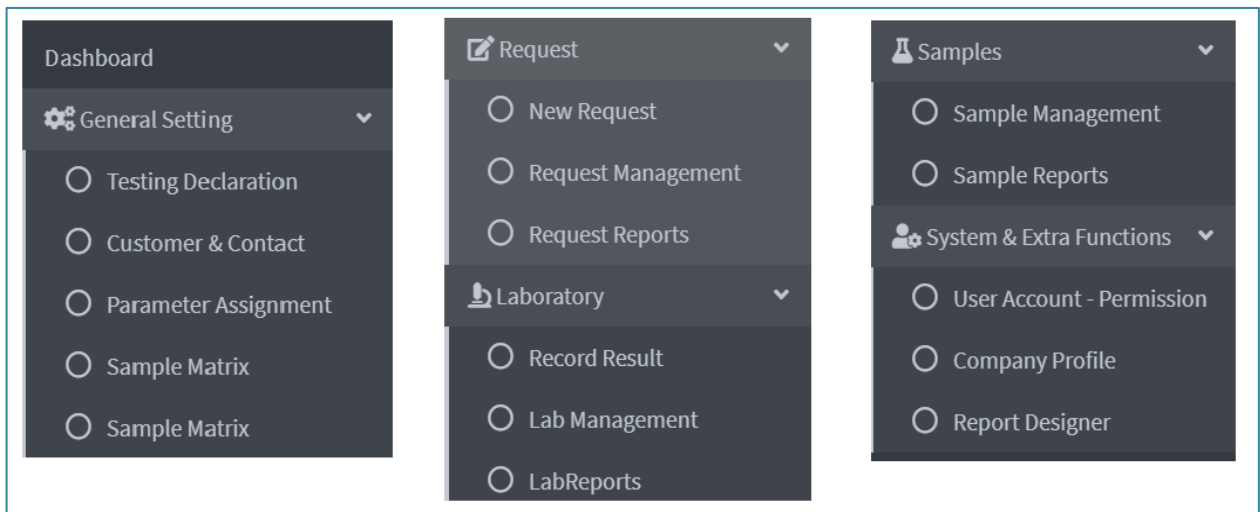 Dashboard
General Setting
Testing Declaration
Customer & Contact
Parameter Assignment
Sample Matrix
Sample Matrix
Request
New Request
Request Management
Request Reports
Laboratory
Record Result
Lab Management
LabReports
Samples
Sample Management
Sample Reports
System & Extra Functions
User Account - Permission
Company Profile
Report Designer